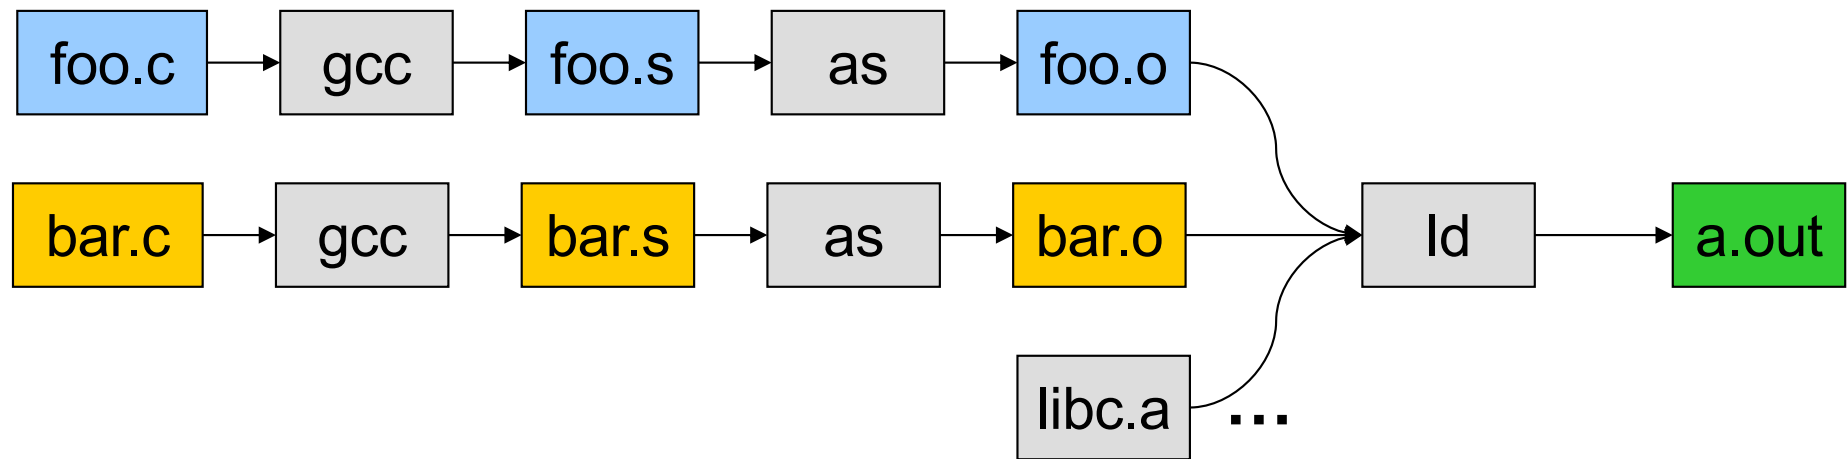 foo.c gcc foo.s as foo.o
bar.c gcc bar.s as bar.o ld a.out
libc.a ...